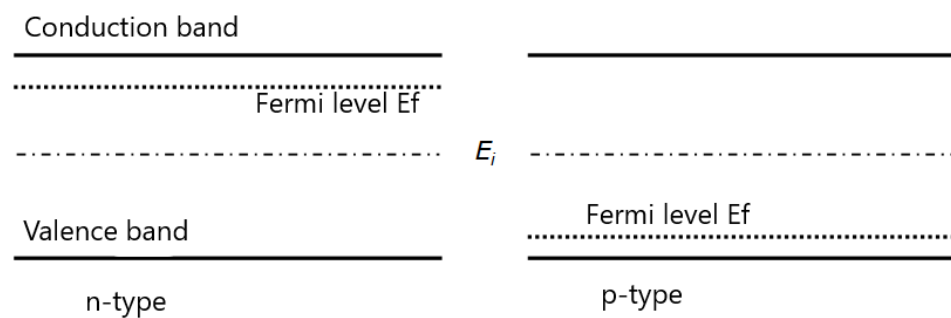 Conduction band
Fermi level Ef
Ei
Fermi level Ef
Valence band
n-type
p-type